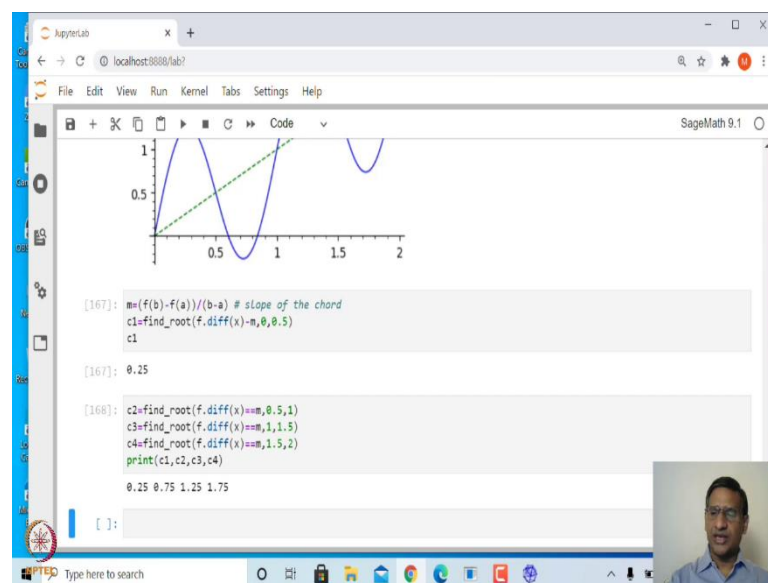 JupyterLab
localhost:8888/lab?
M
File Edit View Run Kernel Tabs Settings Help
Code
SageMath 9.1
1
0.5
0.5 1 1.5 2
[167]: m=(f(b)-f(a))/(b-a) # slope of the chord
c1=find_root(f.diff(x)-m,0,0.5)
c1
[167]: 0.25
[168]: c2=find_root(f.diff(x)==m,0.5,1)
c3=find_root(f.diff(x)==m,1,1.5)
c4=find_root(f.diff(x)==m,1.5,2)
print(c1,c2,c3,c4)
0.25 0.75 1.25 1.75
[ ]:
PTEL
Type here to search